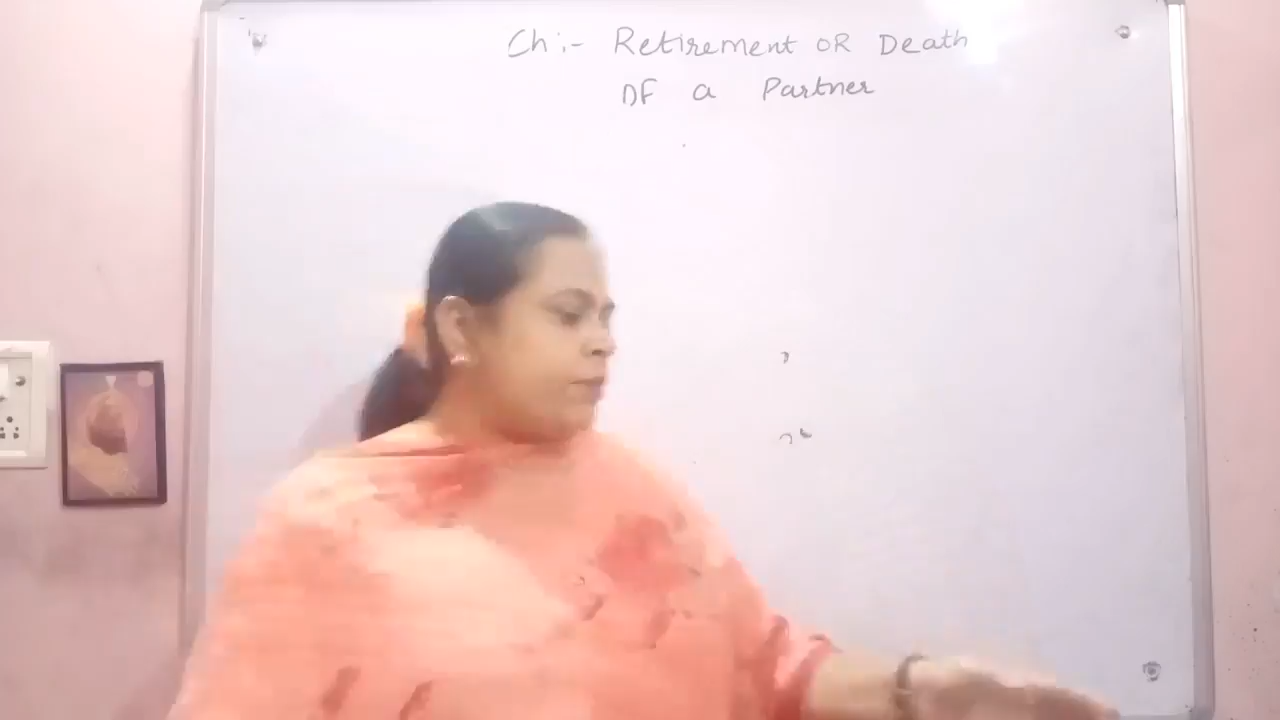 Ch:- Retirement OR Death
OF a Partner